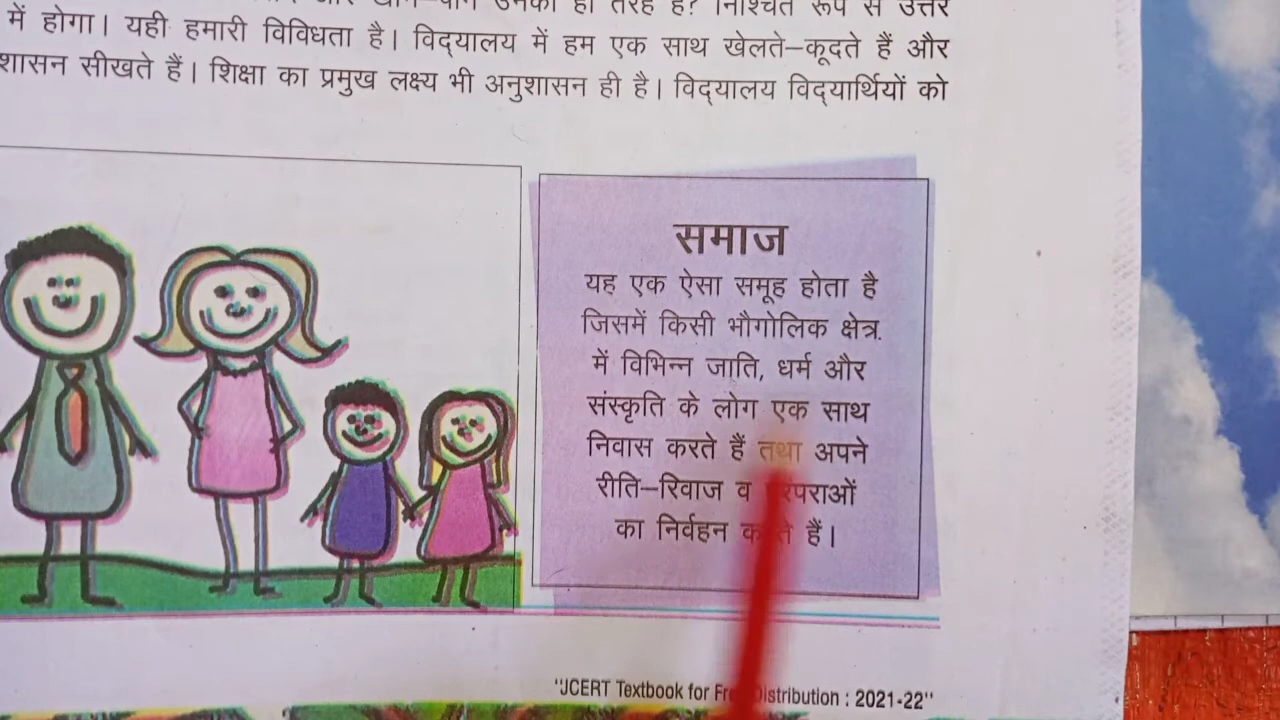 में होगा। यही हमारी विविधता है। विद्यालय में हम एक साथ खेलते–कूदते हैं और
शासन सीखते हैं। शिक्षा का प्रमुख लक्ष्य भी अनुशासन ही है। विद्यालय विद्यार्थियों को
समाज
यह एक ऐसा समूह होता है
जिसमें किसी भौगोलिक क्षेत्र.
में विभिन्न जाति, धर्म और
संस्कृति के लोग एक साथ
निवास करते हैं तथा अपने
रीति–रिवाज व परंपराओं
का निर्वहन करते हैं।
"JCERT Textbook for Free Distribution : 2021-22"